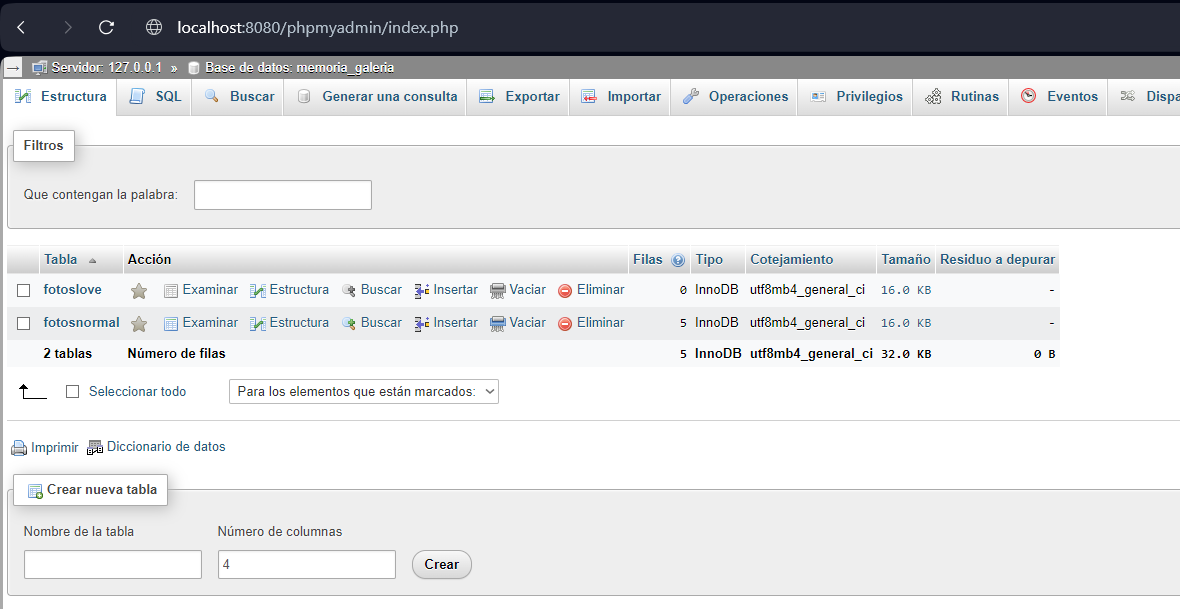 localhost:8080/phpmyadmin/index.php
Servidor: 127.0.0.1 » Base de datos: memoria_galeria
Estructura SQL Buscar Generar una consulta Exportar Importar Operaciones Privilegios Rutinas Eventos Dispa
Filtros
Que contengan la palabra:
Tabla Acción Filas Tipo Cotejamiento Tamaño Residuo a depurar
fotoslove Examinar Estructura Buscar Insertar Vaciar Eliminar 0 InnoDB utf8mb4_general_ci 16.0 KB -
fotosnormal Examinar Estructura Buscar Insertar Vaciar Eliminar 5 InnoDB utf8mb4_general_ci 16.0 KB -
2 tablas Número de filas 5 InnoDB utf8mb4_general_ci 32.0 KB 0 B
Seleccionar todo Para los elementos que están marcados:
Imprimir Diccionario de datos
Crear nueva tabla
Nombre de la tabla Número de columnas
4 Crear